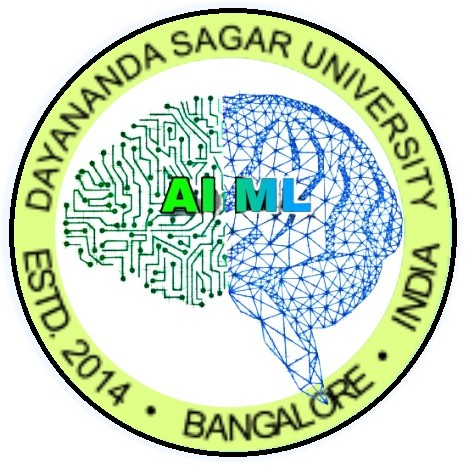 DAYANANDA SAGAR UNIVERSITY
AI ML
ESTD. 2014 • BANGALORE • INDIA